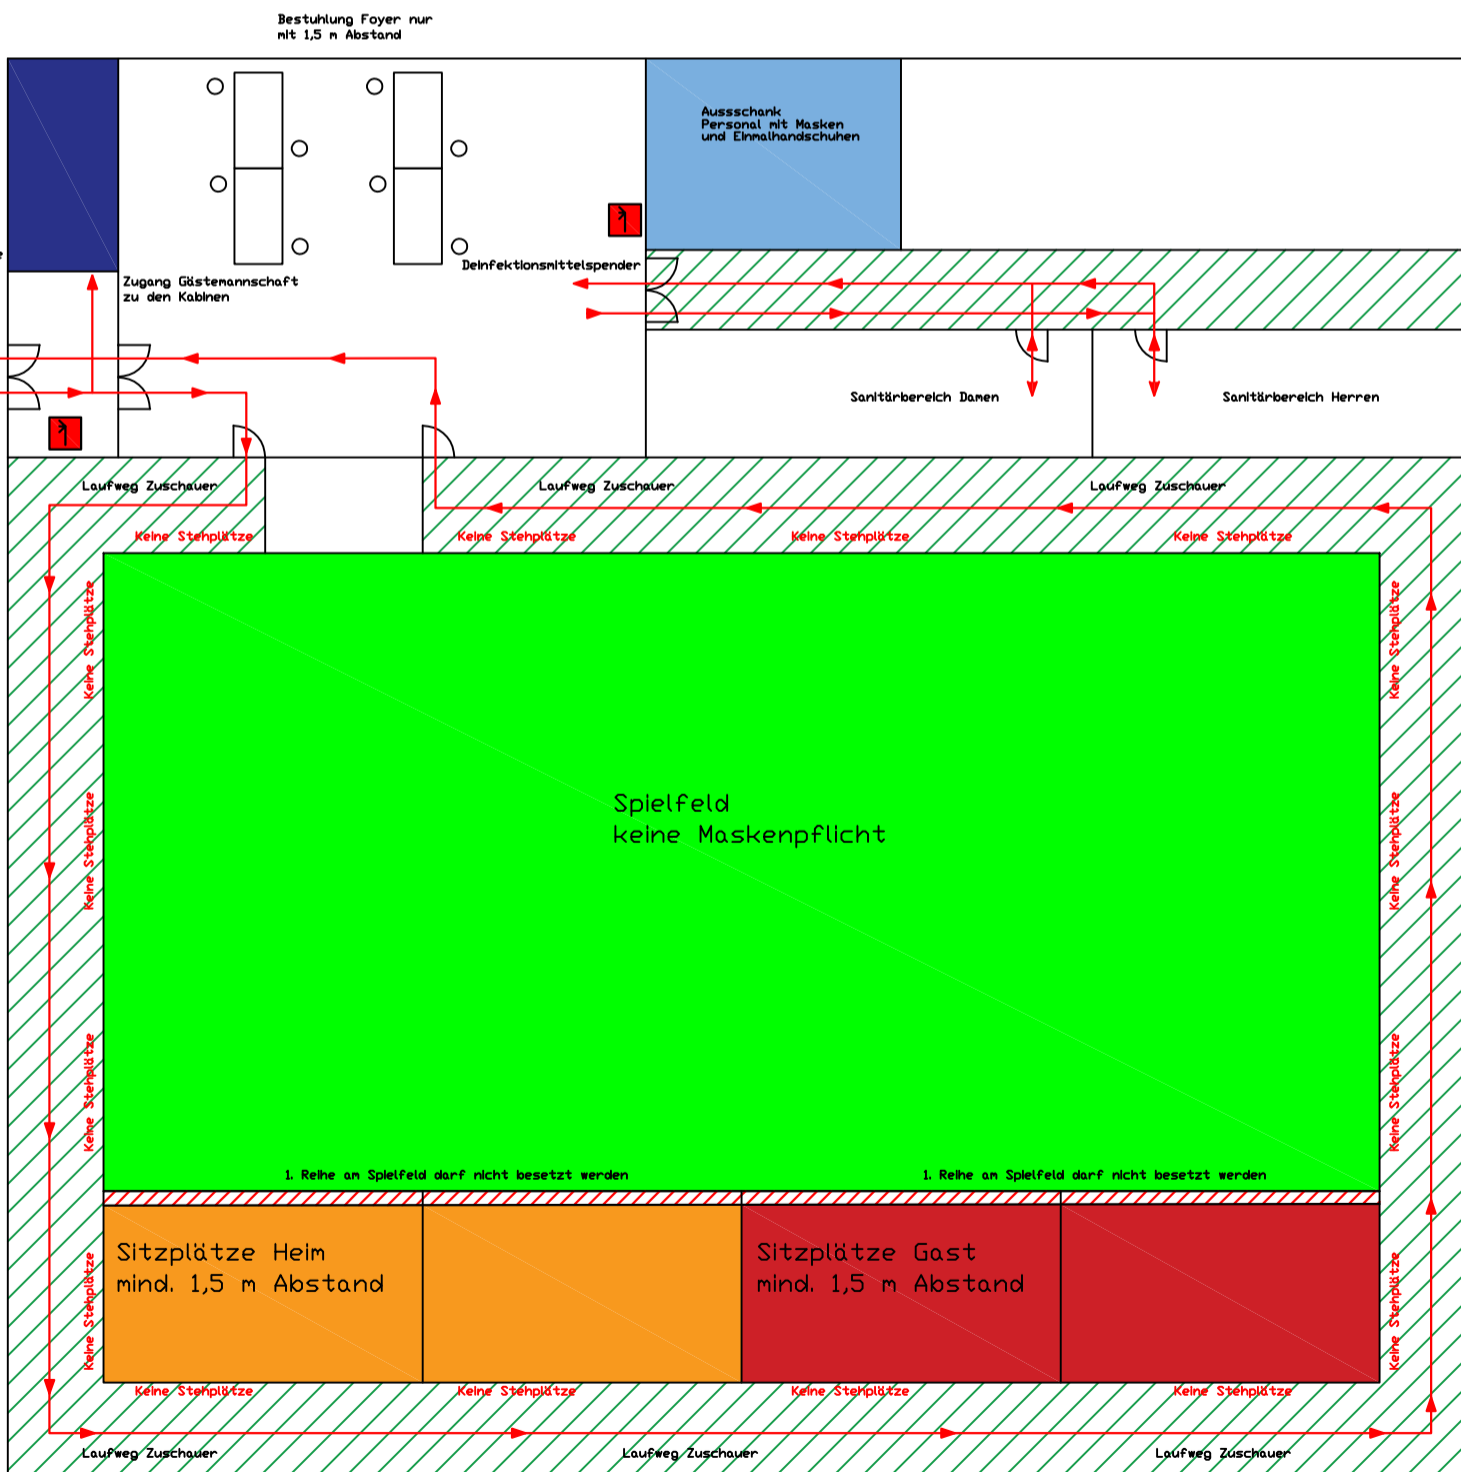 Bestuhlung Foyer nur
mit 1,5 m Abstand
Aussschank
Personal mit Masken
und Einmalhandschuhen
Deinfektionsmittelspender
Zugang Gästemannschaft
zu den Kabinen
Sanitärbereich Damen
Sanitärbereich Herren
Laufweg Zuschauer
Laufweg Zuschauer
Laufweg Zuschauer
Keine Stehplätze
Keine Stehplätze
Keine Stehplätze
Keine Stehplätze
Keine Stehplätze
Keine Stehplätze
Keine Stehplätze
Keine Stehplätze
Keine Stehplätze
Keine Stehplätze
Keine Stehplätze
Keine Stehplätze
Spielfeld
keine Maskenpflicht
1. Reihe am Spielfeld darf nicht besetzt werden
1. Reihe am Spielfeld darf nicht besetzt werden
Sitzplätze Heim
mind. 1,5 m Abstand
Sitzplätze Gast
mind. 1,5 m Abstand
Keine Stehplätze
Keine Stehplätze
Keine Stehplätze
Keine Stehplätze
Laufweg Zuschauer
Laufweg Zuschauer
Laufweg Zuschauer